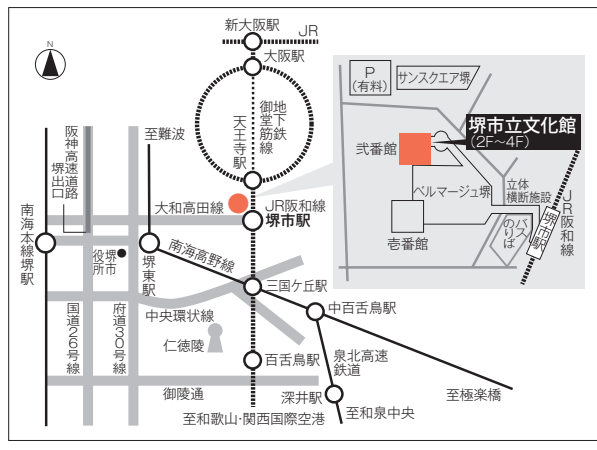 新大阪駅
JR
大阪駅
N
地下鉄
御堂筋線
天王寺駅
至難波
阪神高速道路
堺出口
大和高田線
JR阪和線
堺市駅
南海本線堺駅
堺市
役所
堺東駅
南海高野線
三国ケ丘駅
中百舌鳥駅
国道26号線
府道30号線
中央環状線
仁徳陵
百舌鳥駅
泉北高速
鉄道
御陵通
深井駅
至極楽橋
至和歌山・関西国際空港
至和泉中央
P
(有料)
サンスクエア堺
堺市立文化館
(2F〜4F)
弐番館
ベルマージュ堺
立体
横断施設
壱番館
バス
のりば
堺市駅
JR阪和線